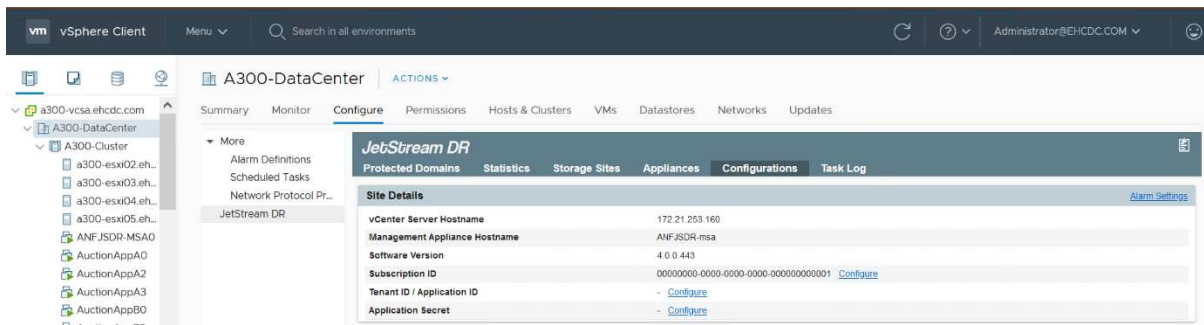 vm vSphere Client Menu Search in all environments Administrator@EHCDC.COM
A300-DataCenter ACTIONS
a300-vcsa.ehcdc.com
A300-DataCenter
A300-Cluster
a300-esxi02.eh...
a300-esxi03.eh...
a300-esxi04.eh...
a300-esxi05.eh...
ANFJSDR-MSA0
AuctionAppA0
AuctionAppA2
AuctionAppA3
AuctionAppB0
Summary Monitor Configure Permissions Hosts & Clusters VMs Datastores Networks Updates
More
Alarm Definitions
Scheduled Tasks
Network Protocol Pr...
JetStream DR
JetStream DR
Protected Domains Statistics Storage Sites Appliances Configurations Task Log
Site Details Alarm Settings
vCenter Server Hostname 172.21.253.160
Management Appliance Hostname ANFJSDR-msa
Software Version 4.0.0.443
Subscription ID 00000000-0000-0000-0000-000000000001 Configure
Tenant ID / Application ID - Configure
Application Secret - Configure